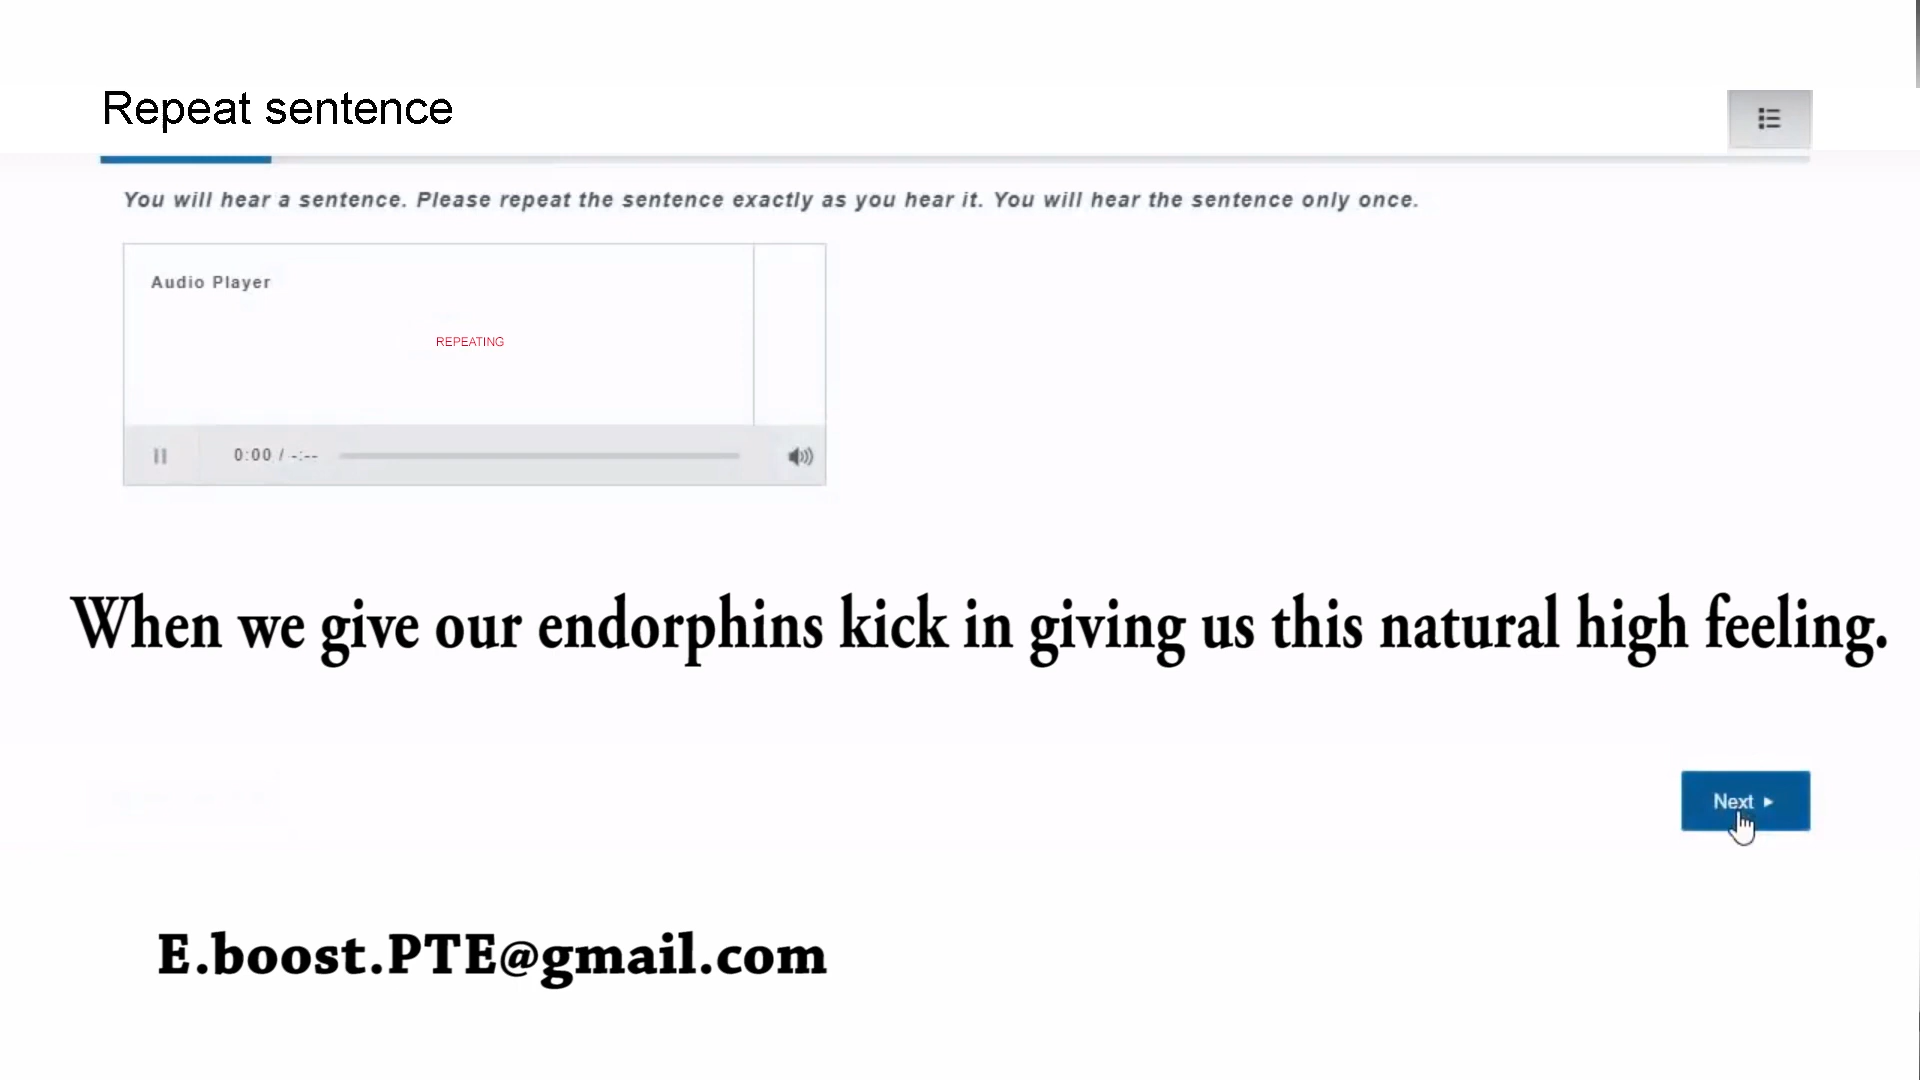 Repeat sentence
You will hear a sentence. Please repeat the sentence exactly as you hear it. You will hear the sentence only once.
Audio Player
REPEATING
0:00 / -:--
When we give our endorphins kick in giving us this natural high feeling.
Next
E.boost.PTE@gmail.com